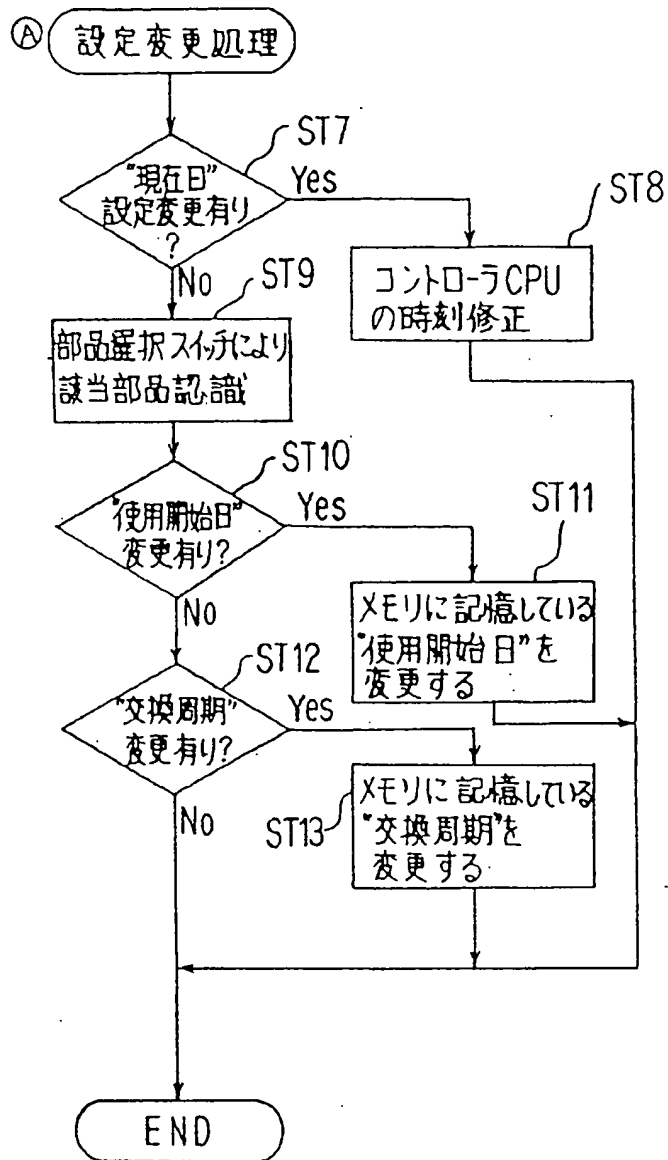 Ⓐ 設定変更処理
ST7
"現在日"
設定変更有り
?
Yes
ST8
コントローラCPU
の時刻修正
No
ST9
部品選択スイッチにより
該当部品認識
ST10
"使用開始日"
変更有り?
Yes
ST11
メモリに記憶している
"使用開始日"を
変更する
No
ST12
"交換周期"
変更有り?
Yes
ST13
メモリに記憶している
"交換周期"を
変更する
No
END